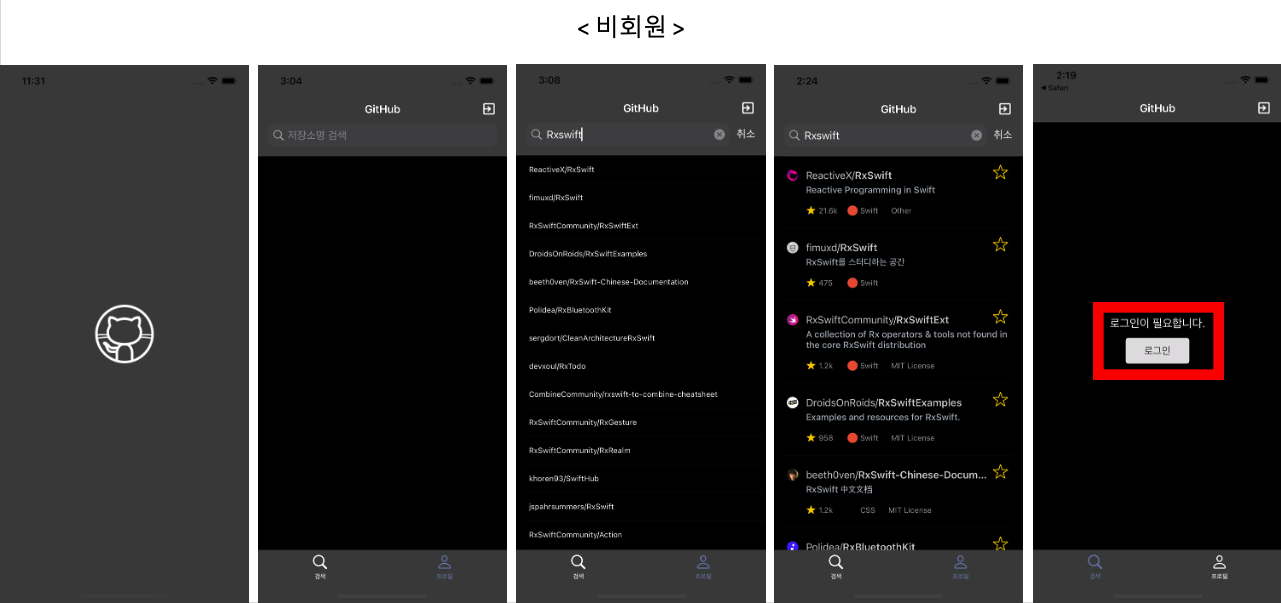 < 비회원 >
11:31
3:04
GitHub
저장소명 검색
검색
프로필
3:08
GitHub
Rxswift
취소
ReactiveX/RxSwift
fimuxd/RxSwift
RxSwiftCommunity/RxSwiftExt
DroidsOnRoids/RxSwiftExamples
beeth0ven/RxSwift-Chinese-Documentation
Polidea/RxBluetoothKit
sergdort/CleanArchitectureRxSwift
devxoul/RxTodo
CombineCommunity/rxswift-to-combine-cheatsheet
RxSwiftCommunity/RxGesture
RxSwiftCommunity/RxRealm
khoren93/SwiftHub
jspahrsummers/RxSwift
RxSwiftCommunity/Action
검색
프로필
2:24
GitHub
Rxswift
취소
ReactiveX/RxSwift
Reactive Programming in Swift
21.6k Swift Other
fimuxd/RxSwift
RxSwift를 스터디하는 공간
475 Swift
RxSwiftCommunity/RxSwiftExt
A collection of Rx operators & tools not found in
the core RxSwift distribution
1.2k Swift MIT License
DroidsOnRoids/RxSwiftExamples
Examples and resources for RxSwift.
958 Swift MIT License
beeth0ven/RxSwift-Chinese-Docum...
RxSwift 中文文档
1.2k CSS MIT License
Polidea/RxBluetoothKit
검색
프로필
2:19
Safari
GitHub
로그인이 필요합니다.
로그인
검색
프로필